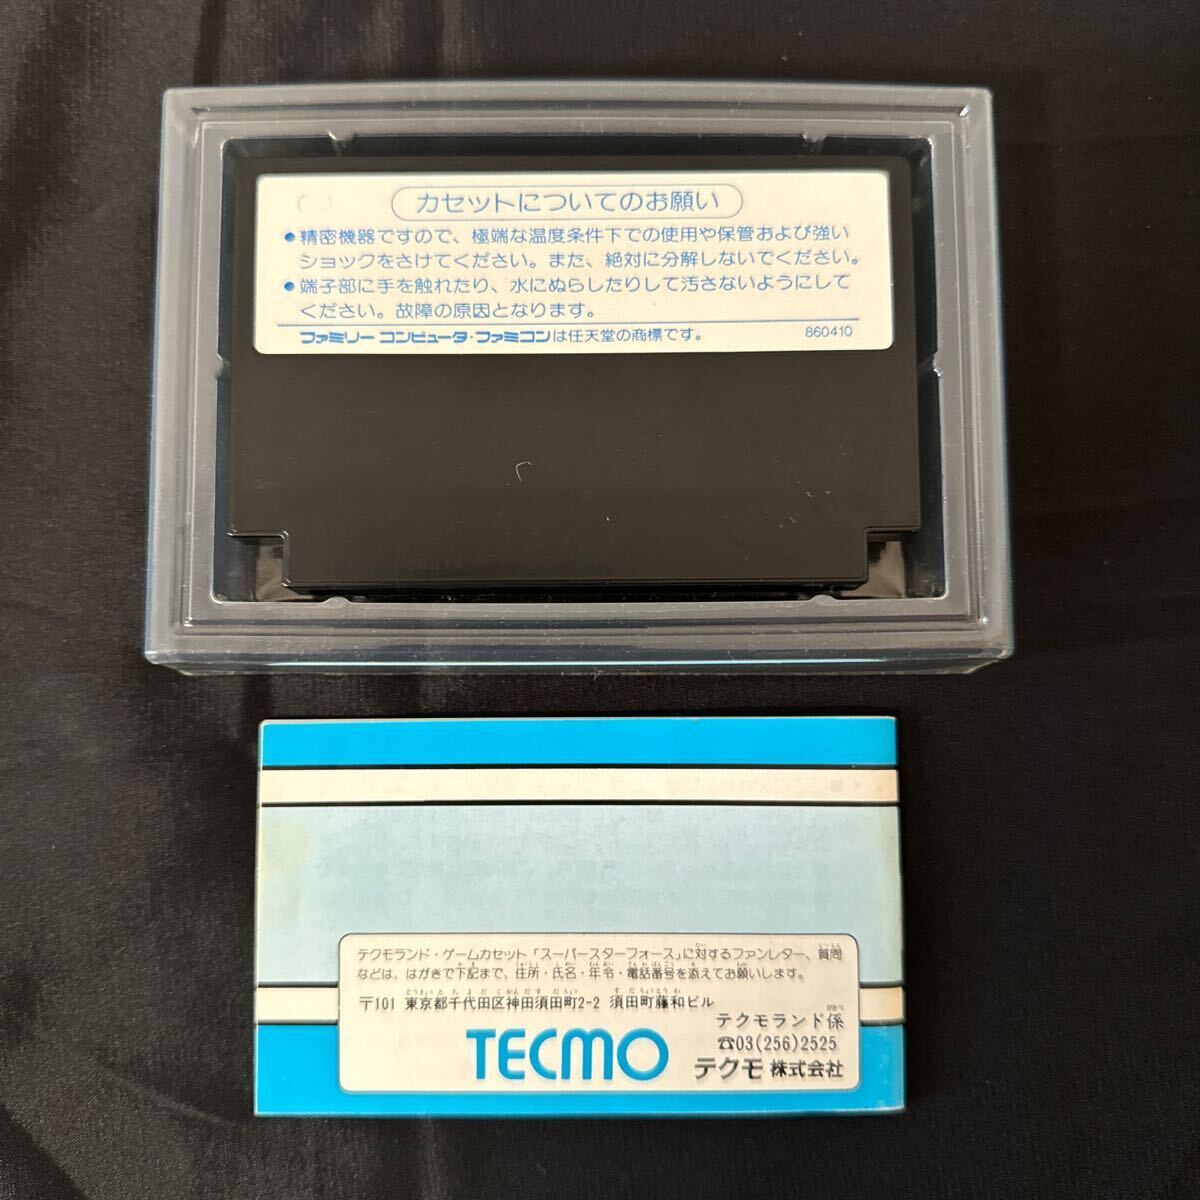 カセットについてのお願い
●精密機器ですので、極端な温度条件下での使用や保管および強い
ショックをさけてください。また、絶対に分解しないでください。
●端子部に手を触れたり、水にぬらしたりして汚さないようにして
ください。故障の原因となります。
ファミリーコンピュータ・ファミコンは任天堂の商標です。 860410
テクモランド・ゲームカセット「スーパースターフォース」に対するファンレター、質問
などは、はがきで下記まで、住所・氏名・年令・電話番号を添えてお願いします。
〒101 東京都千代田区神田須田町2-2 須田町藤和ビル
テクモランド係
☎03(256)2525
TECMO テクモ株式会社